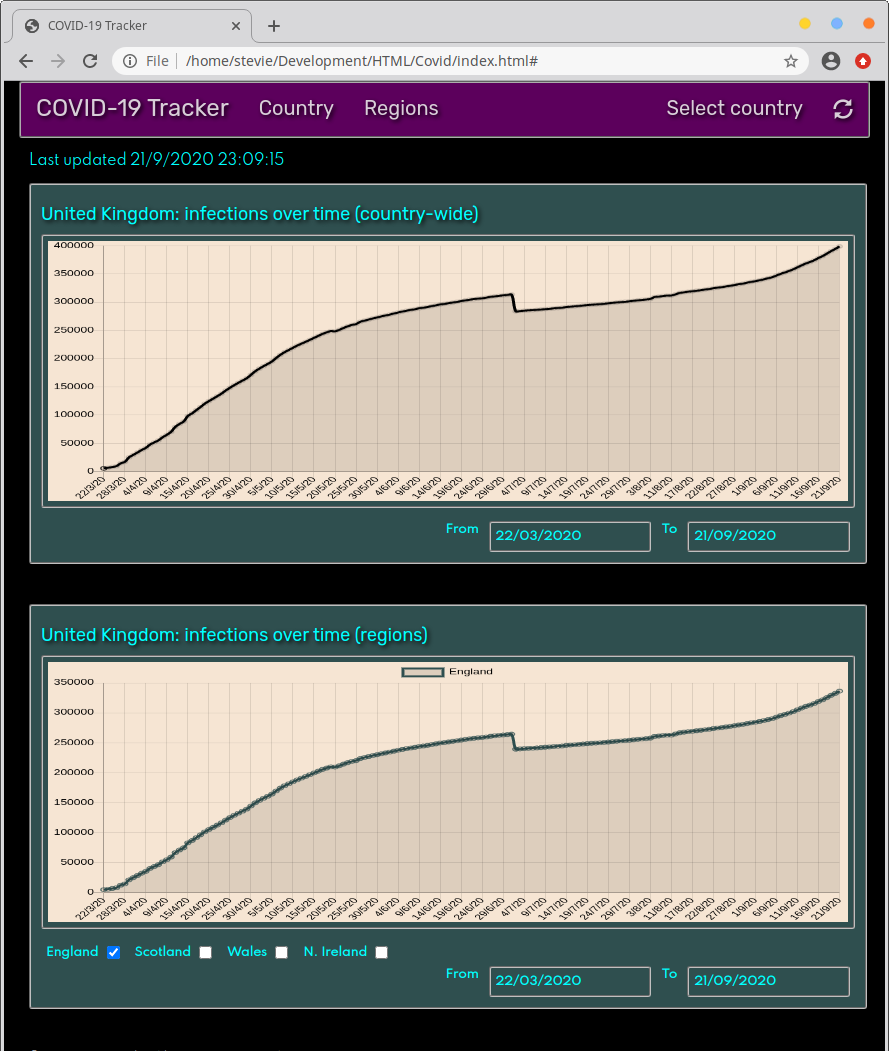 COVID-19 Tracker
File /home/stevie/Development/HTML/Covid/index.html#
COVID-19 Tracker Country Regions Select country
Last updated 21/9/2020 23:09:15
United Kingdom: infections over time (country-wide)
400000
350000
300000
250000
200000
150000
100000
50000
0
22/3/20 28/3/20 4/4/20 9/4/20 15/4/20 20/4/20 25/4/20 30/4/20 5/5/20 10/5/20 15/5/20 20/5/20 25/5/20 30/5/20 4/6/20 9/6/20 14/6/20 19/6/20 24/6/20 29/6/20 4/7/20 9/7/20 14/7/20 19/7/20 24/7/20 29/7/20 3/8/20 11/8/20 17/8/20 22/8/20 27/8/20 1/9/20 6/9/20 11/9/20 16/9/20 21/9/20
From 22/03/2020 To 21/09/2020
United Kingdom: infections over time (regions)
England
350000
300000
250000
200000
150000
100000
50000
0
22/3/20 28/3/20 4/4/20 9/4/20 15/4/20 20/4/20 25/4/20 30/4/20 5/5/20 10/5/20 15/5/20 20/5/20 25/5/20 30/5/20 4/6/20 9/6/20 14/6/20 19/6/20 24/6/20 29/6/20 4/7/20 9/7/20 14/7/20 19/7/20 24/7/20 29/7/20 3/8/20 11/8/20 17/8/20 22/8/20 27/8/20 1/9/20 6/9/20 11/9/20 16/9/20 21/9/20
England Scotland Wales N. Ireland
From 22/03/2020 To 21/09/2020